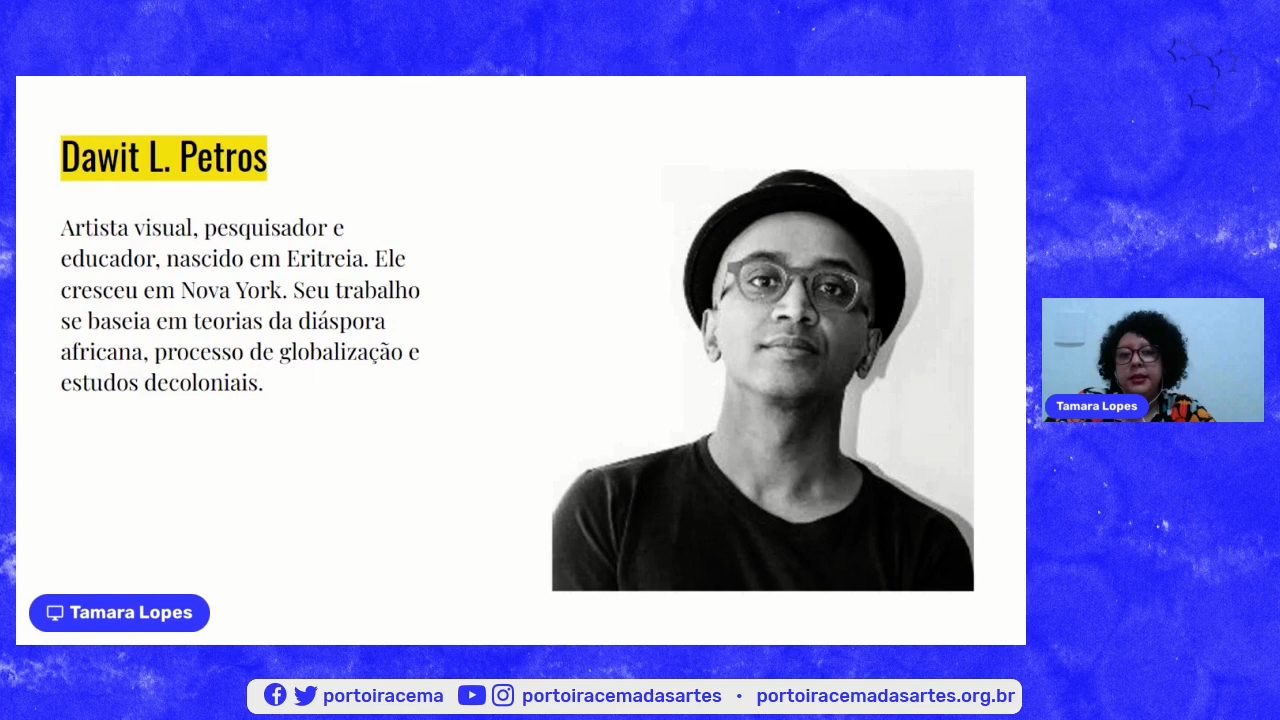 Dawit L. Petros
Artista visual, pesquisador e
educador, nascido em Eritreia. Ele
cresceu em Nova York. Seu trabalho
se baseia em teorias da diáspora
africana, processo de globalização e
estudos decoloniais.
Tamara Lopes
Tamara Lopes
portoiracema portoiracemadasartes • portoiracemadasartes.org.br